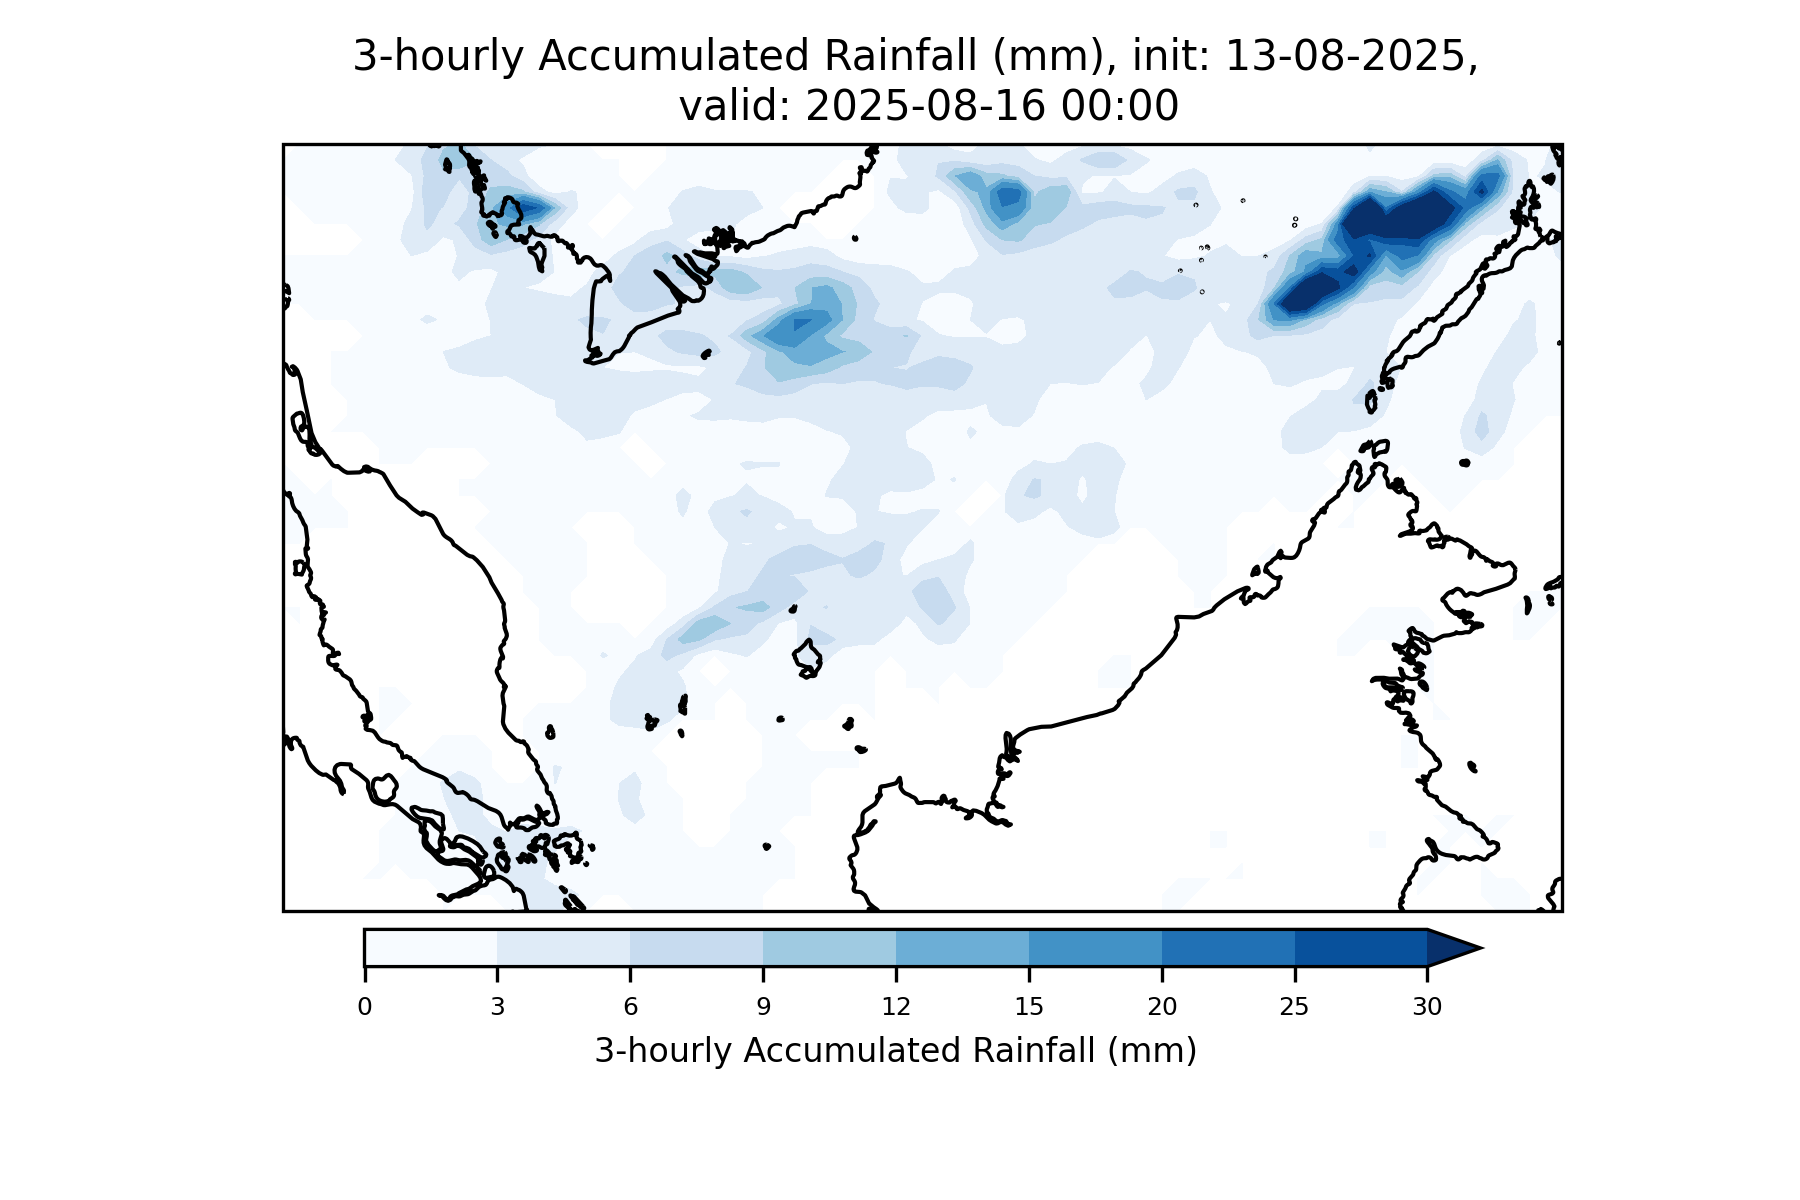 3-hourly Accumulated Rainfall (mm), init: 13-08-2025,
valid: 2025-08-16 00:00
0 3 6 9 12 15 20 25 30
3-hourly Accumulated Rainfall (mm)